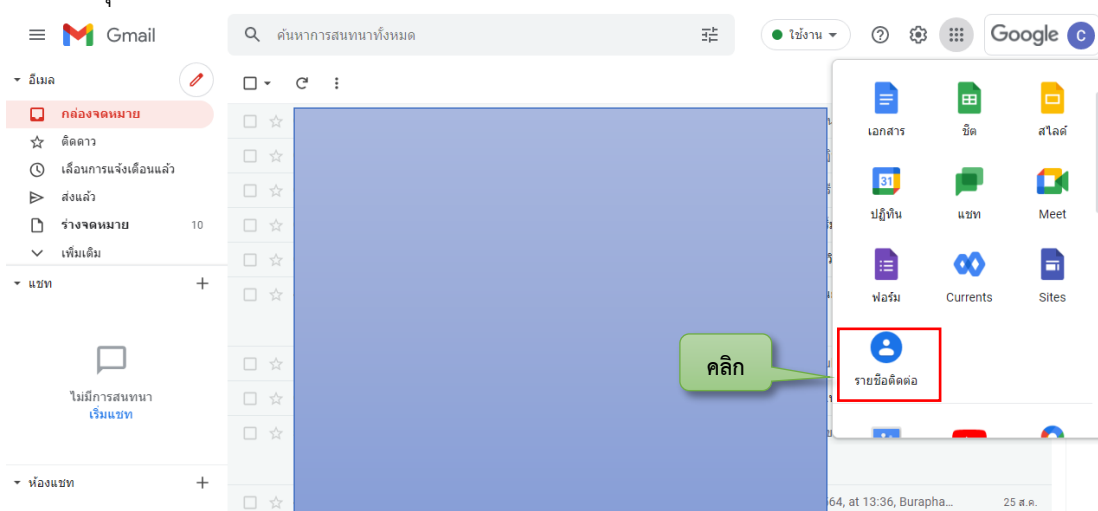 Gmail
ค้นหาการสนทนาทั้งหมด
ใช้งาน
Google
C
อีเมล
กล่องจดหมาย
ติดดาว
เลื่อนการแจ้งเตือนแล้ว
ส่งแล้ว
ร่างจดหมาย 10
เพิ่มเติม
แชท
ไม่มีการสนทนา
เริ่มแชท
ห้องแชท
เอกสาร ชีต สไลด์
31
ปฏิทิน แชท Meet
ฟอร์ม Currents Sites
คลิก
รายชื่อติดต่อ
64, at 13:36, Burapha... 25 ส.ค.